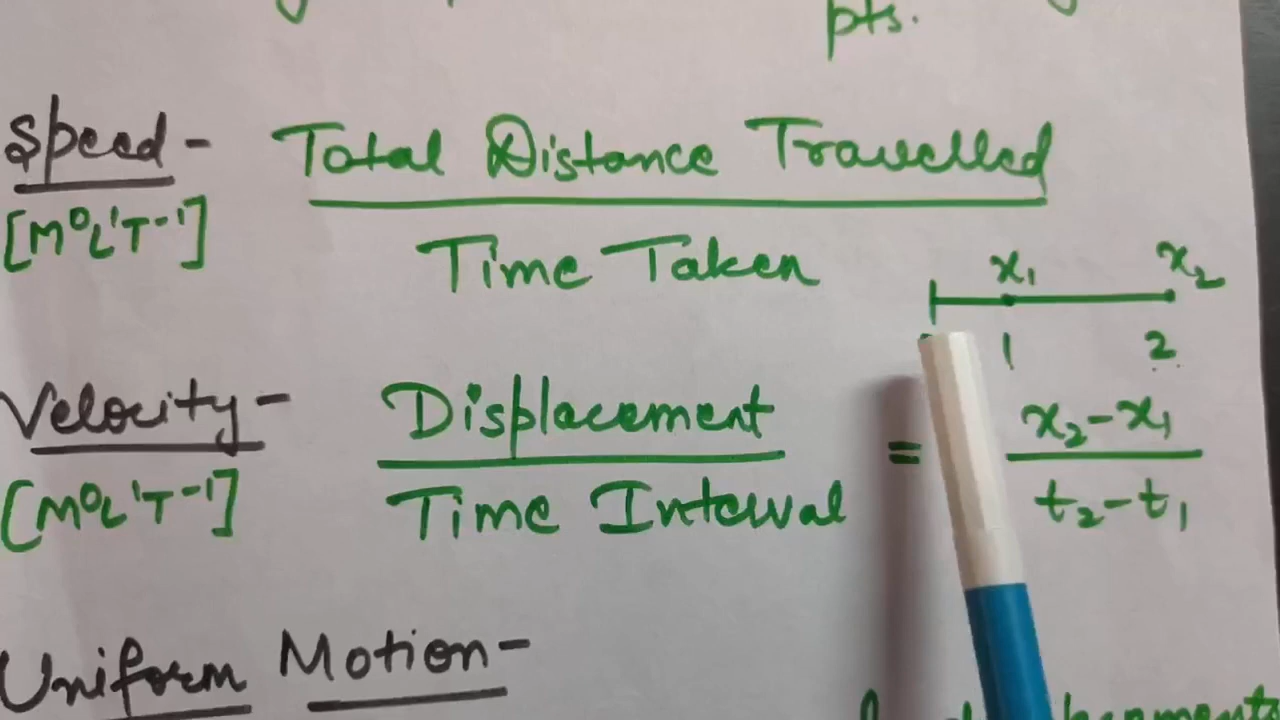 pts.
Speed - Total Distance Travelled
[M⁰L¹T⁻¹]
Time Taken
x₁ x₂
1 2
Velocity - Displacement = x₂-x₁
[M⁰L¹T⁻¹] Time Interval t₂-t₁
Uniform Motion -